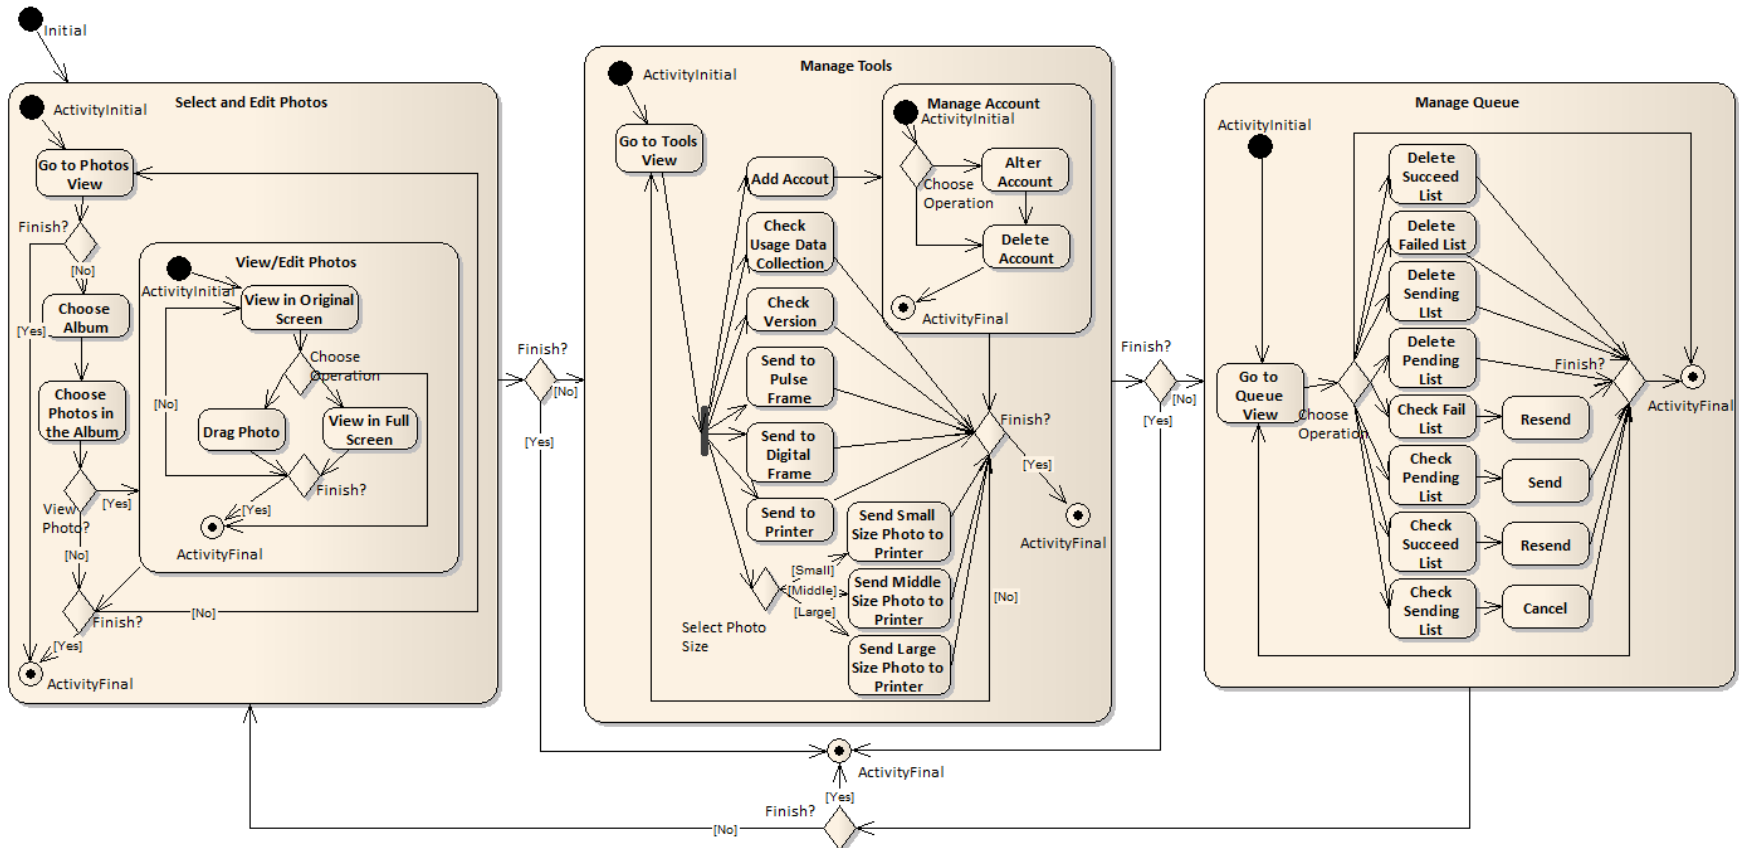 Initial
Select and Edit Photos
ActivityInitial
Go to Photos
View
Finish?
[No]
[Yes]
Choose
Album
Choose
Photos in
the Album
View
Photo?
[Yes]
[No]
Finish?
[No]
[Yes]
ActivityFinal
View/Edit Photos
ActivityInitial
View in Original
Screen
Choose
Operation
[No]
Drag Photo
View in Full
Screen
Finish?
[Yes]
ActivityFinal
Finish?
[No]
[Yes]
Manage Tools
ActivityInitial
Go to Tools
View
Add Accout
Check
Usage Data
Collection
Check
Version
Send to
Pulse
Frame
Send to
Digital
Frame
Send to
Printer
Select Photo
Size
[Small]
[Middle]
[Large]
Send Small
Size Photo to
Printer
Send Middle
Size Photo to
Printer
Send Large
Size Photo to
Printer
Manage Account
ActivityInitial
Choose
Operation
Alter
Account
Delete
Account
ActivityFinal
Finish?
[Yes]
[No]
ActivityFinal
Finish?
[No]
[Yes]
Manage Queue
ActivityInitial
Go to
Queue
View
Choose
Operation
Delete
Succeed
List
Delete
Failed List
Delete
Sending
LIst
Delete
Pending
List
Check Fail
List
Resend
Check
Pending
List
Send
Check
Succeed
List
Resend
Check
Sending
List
Cancel
Finish?
ActivityFinal
ActivityFinal
[Yes]
Finish?
[No]